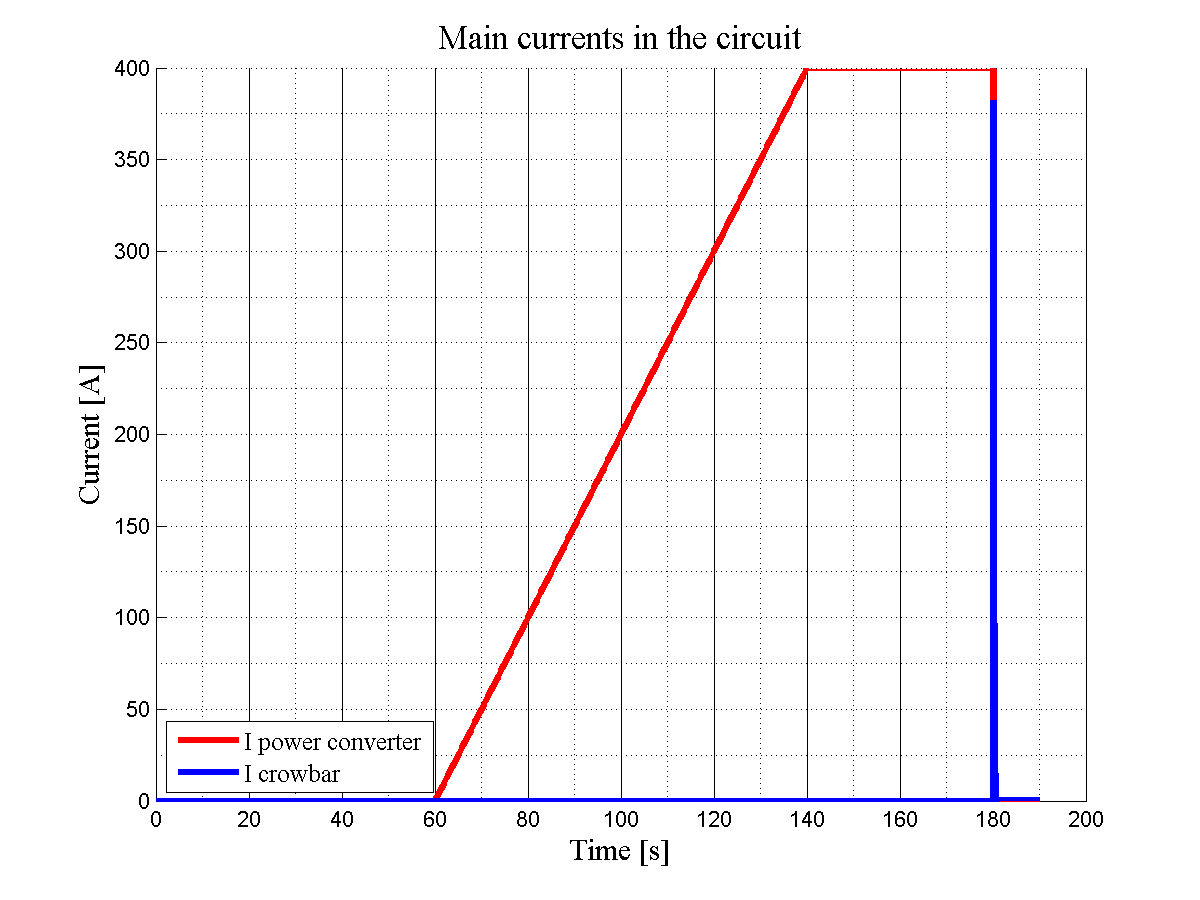 Main currents in the circuit
400
350
300
250
200
150
100
50
0
Current [A]
I power converter
I crowbar
0 20 40 60 80 100 120 140 160 180 200
Time [s]